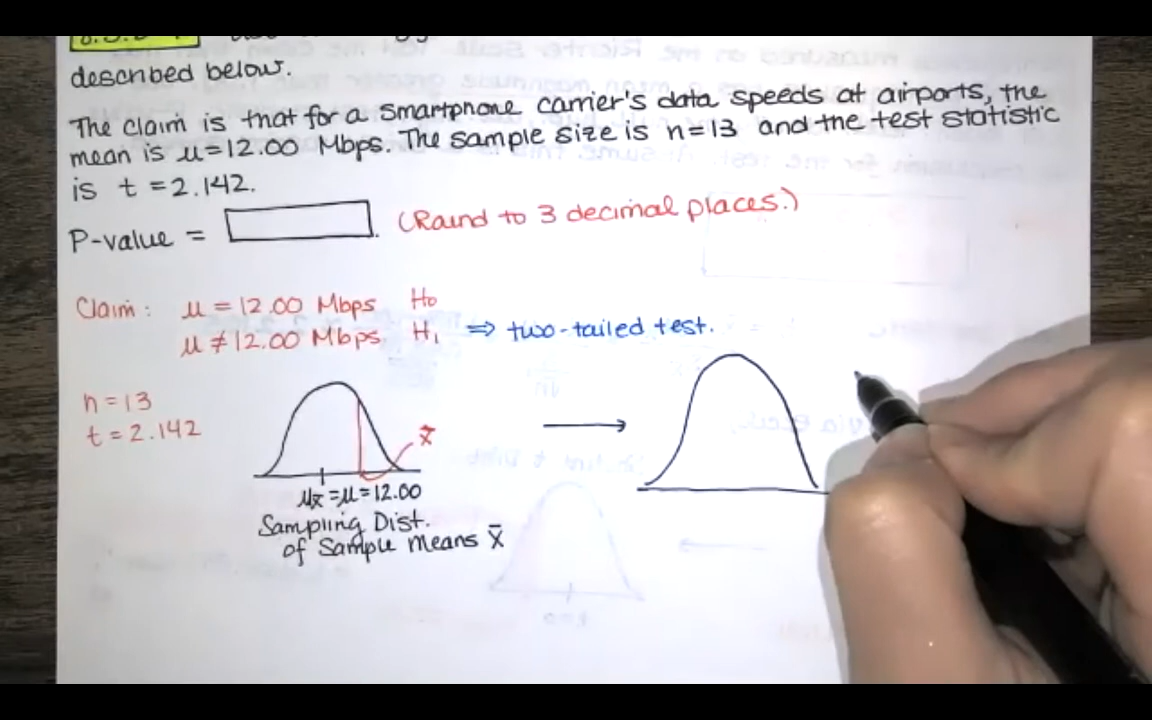 described below.
The claim is that for a smartphone carrier's data speeds at airports, the
mean is μ=12.00 Mbps. The sample size is n=13 and the test statistic
is t=2.142.
P-value = . (Round to 3 decimal places.)
Claim: μ=12.00 Mbps H₀
μ≠12.00 Mbps. H₁ ⇒ two-tailed test.
n=13
t=2.142
x̄
μx̄=μ=12.00
Sampling Dist.
of Sample Means x̄